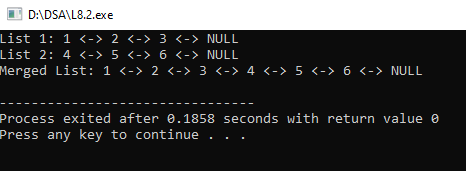 D:\DSA\L8.2.exe
List 1: 1 <-> 2 <-> 3 <-> NULL
List 2: 4 <-> 5 <-> 6 <-> NULL
Merged List: 1 <-> 2 <-> 3 <-> 4 <-> 5 <-> 6 <-> NULL
--------------------------------
Process exited after 0.1858 seconds with return value 0
Press any key to continue . . .